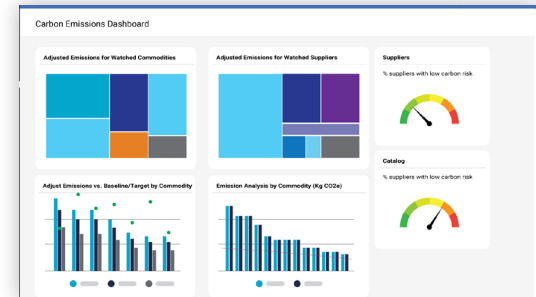 Carbon Emissions Dashboard
Adjusted Emissions for Watched Commodities
Adjusted Emissions for Watched Suppliers
Suppliers
% suppliers with low carbon risk
Catalog
% suppliers with low carbon risk
Adjust Emissions vs. Baseline/Target by Commodity
Emission Analysis by Commodity (Kg CO2e)